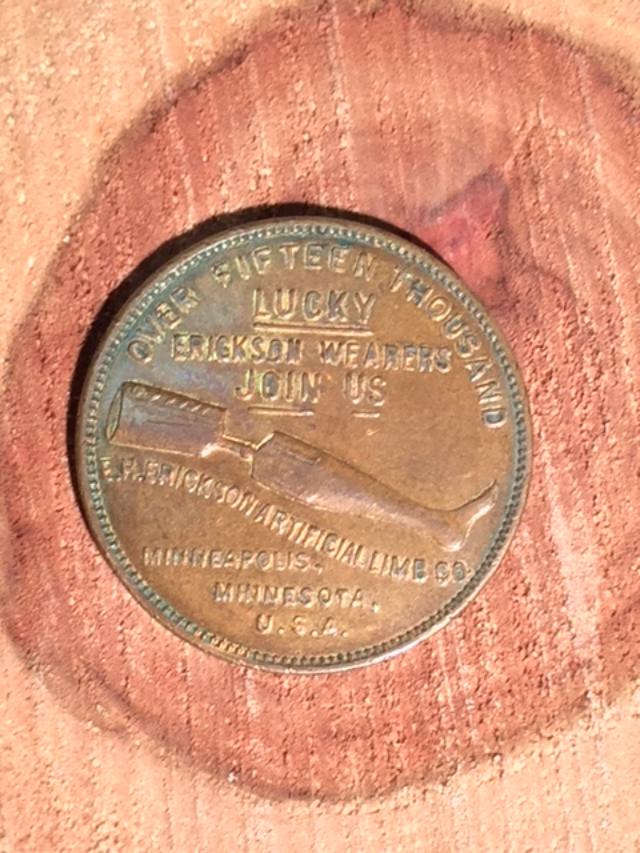 OVER FIFTEEN THOUSAND
LUCKY
ERICKSON WEARERS
JOIN US
E.H.ERICKSON ARTIFICIAL LIMB CO.
MINNEAPOLIS,
MINNESOTA,
U.S.A.